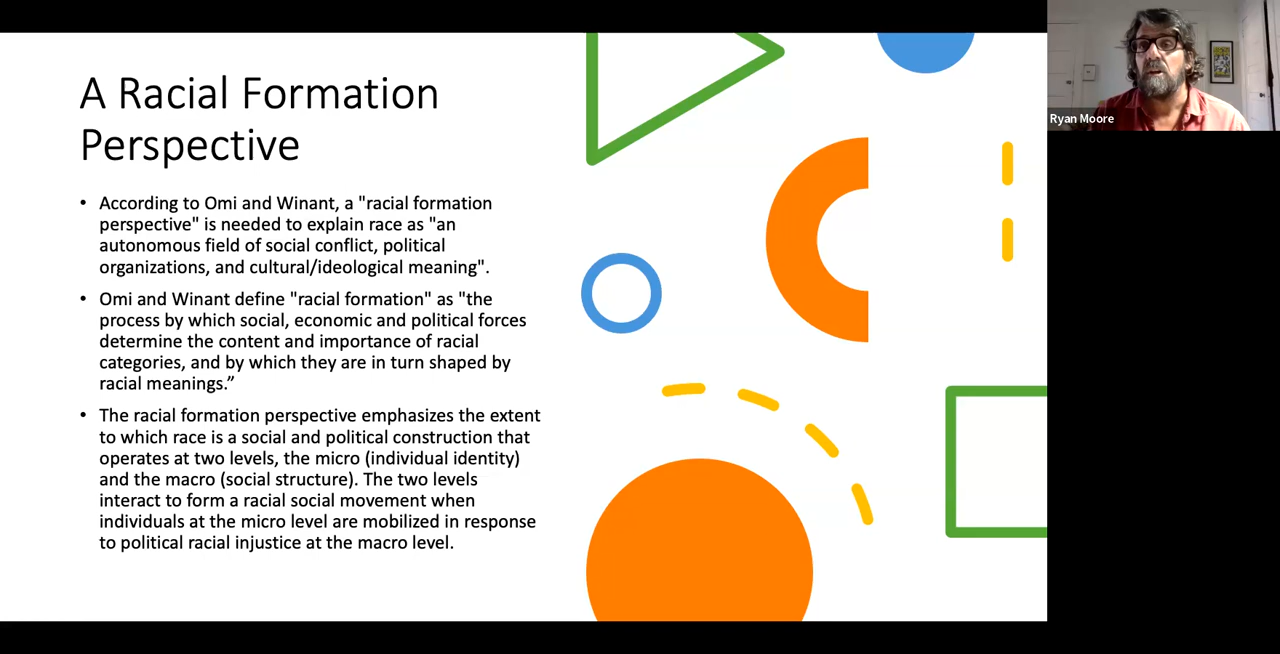 A Racial Formation
Perspective
• According to Omi and Winant, a "racial formation
perspective" is needed to explain race as "an
autonomous field of social conflict, political
organizations, and cultural/ideological meaning".
• Omi and Winant define "racial formation" as "the
process by which social, economic and political forces
determine the content and importance of racial
categories, and by which they are in turn shaped by
racial meanings.”
• The racial formation perspective emphasizes the extent
to which race is a social and political construction that
operates at two levels, the micro (individual identity)
and the macro (social structure). The two levels
interact to form a racial social movement when
individuals at the micro level are mobilized in response
to political racial injustice at the macro level.
Ryan Moore